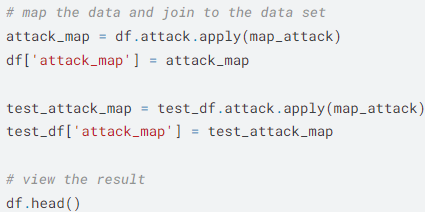 # map the data and join to the data set
attack_map = df.attack.apply(map_attack)
df['attack_map'] = attack_map
test_attack_map = test_df.attack.apply(map_attack)
test_df['attack_map'] = test_attack_map
# view the result
df.head()